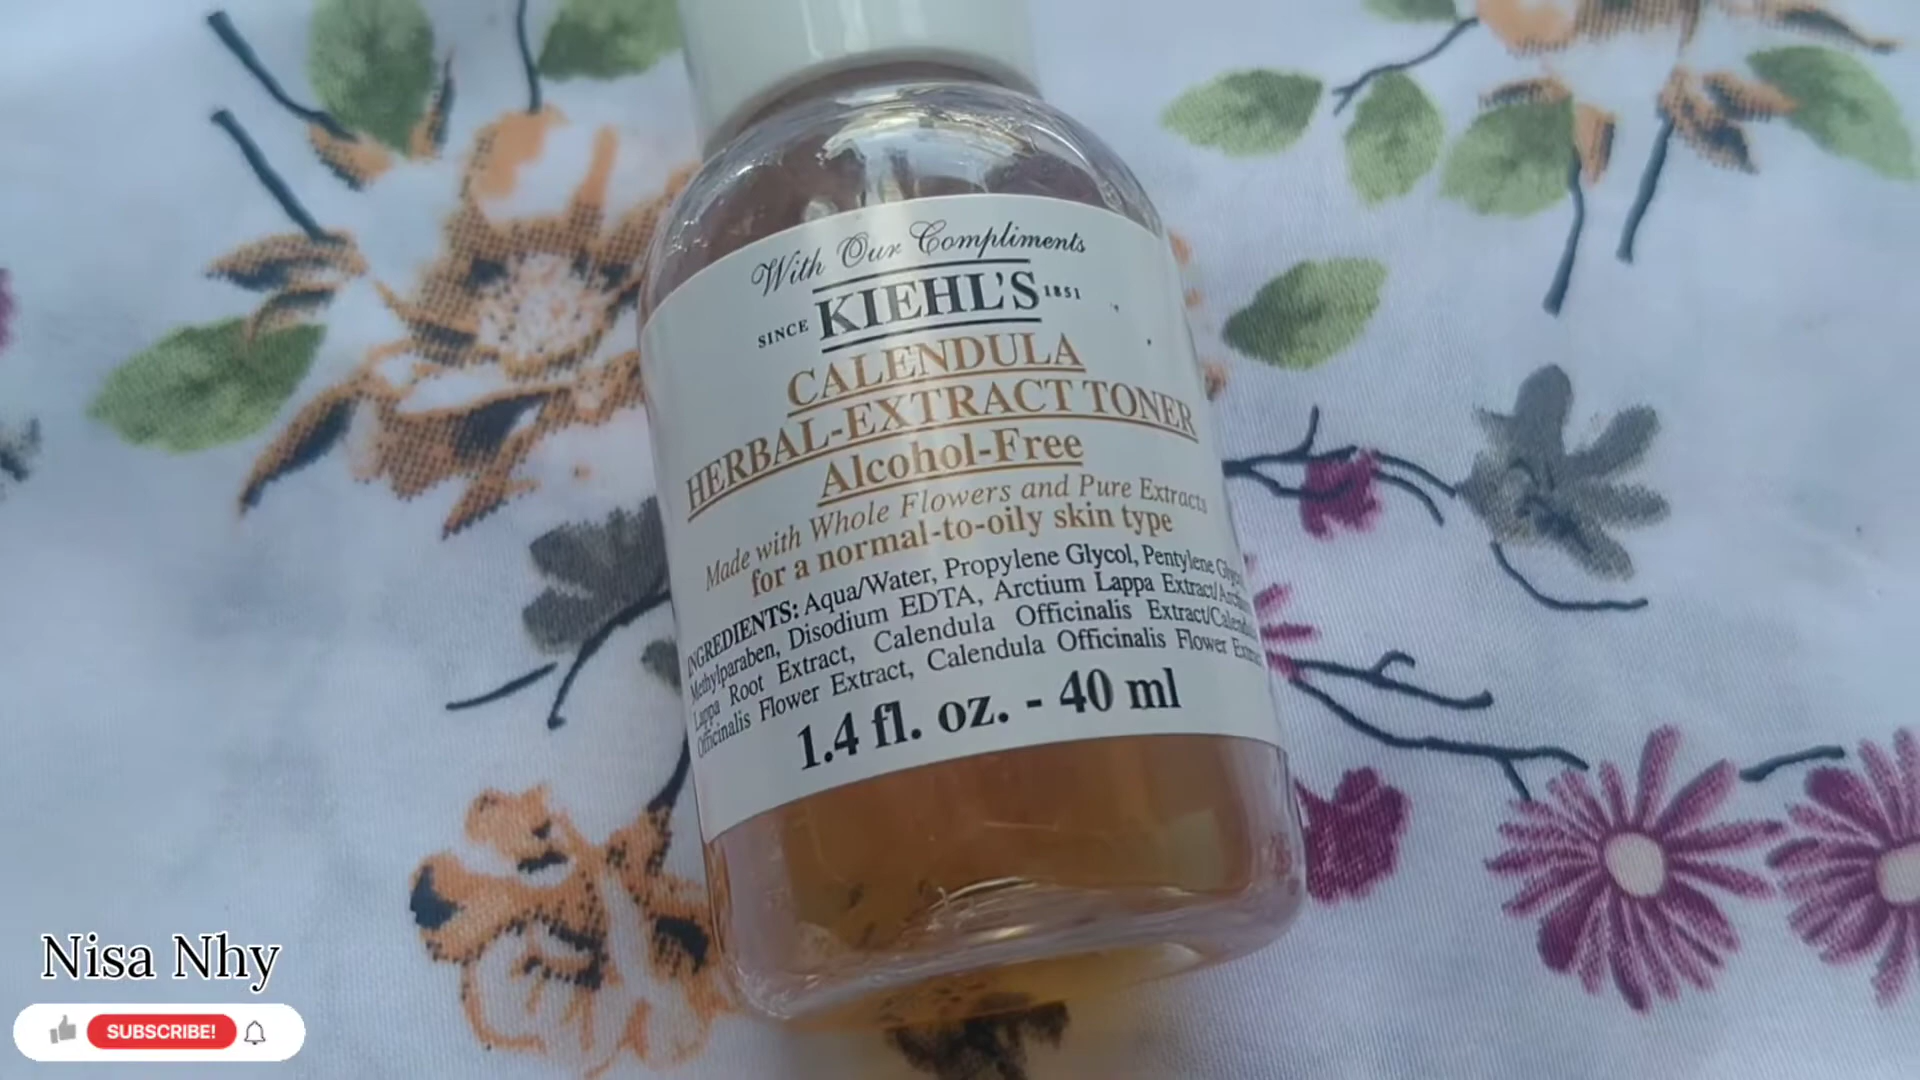 With Our Compliments
SINCE KIEHL'S 1851
CALENDULA
HERBAL-EXTRACT TONER
Alcohol-Free
Made with Whole Flowers and Pure Extracts
for a normal-to-oily skin type
INGREDIENTS: Aqua/Water, Propylene Glycol, Pentylene
Methylparaben, Disodium EDTA, Arctium Lappa Extract/
Lappa Root Extract, Calendula Officinalis Extract/
Officinalis Flower Extract, Calendula Officinalis Flower
1.4 fl. oz. - 40 ml
Nisa Nhy
SUBSCRIBE!